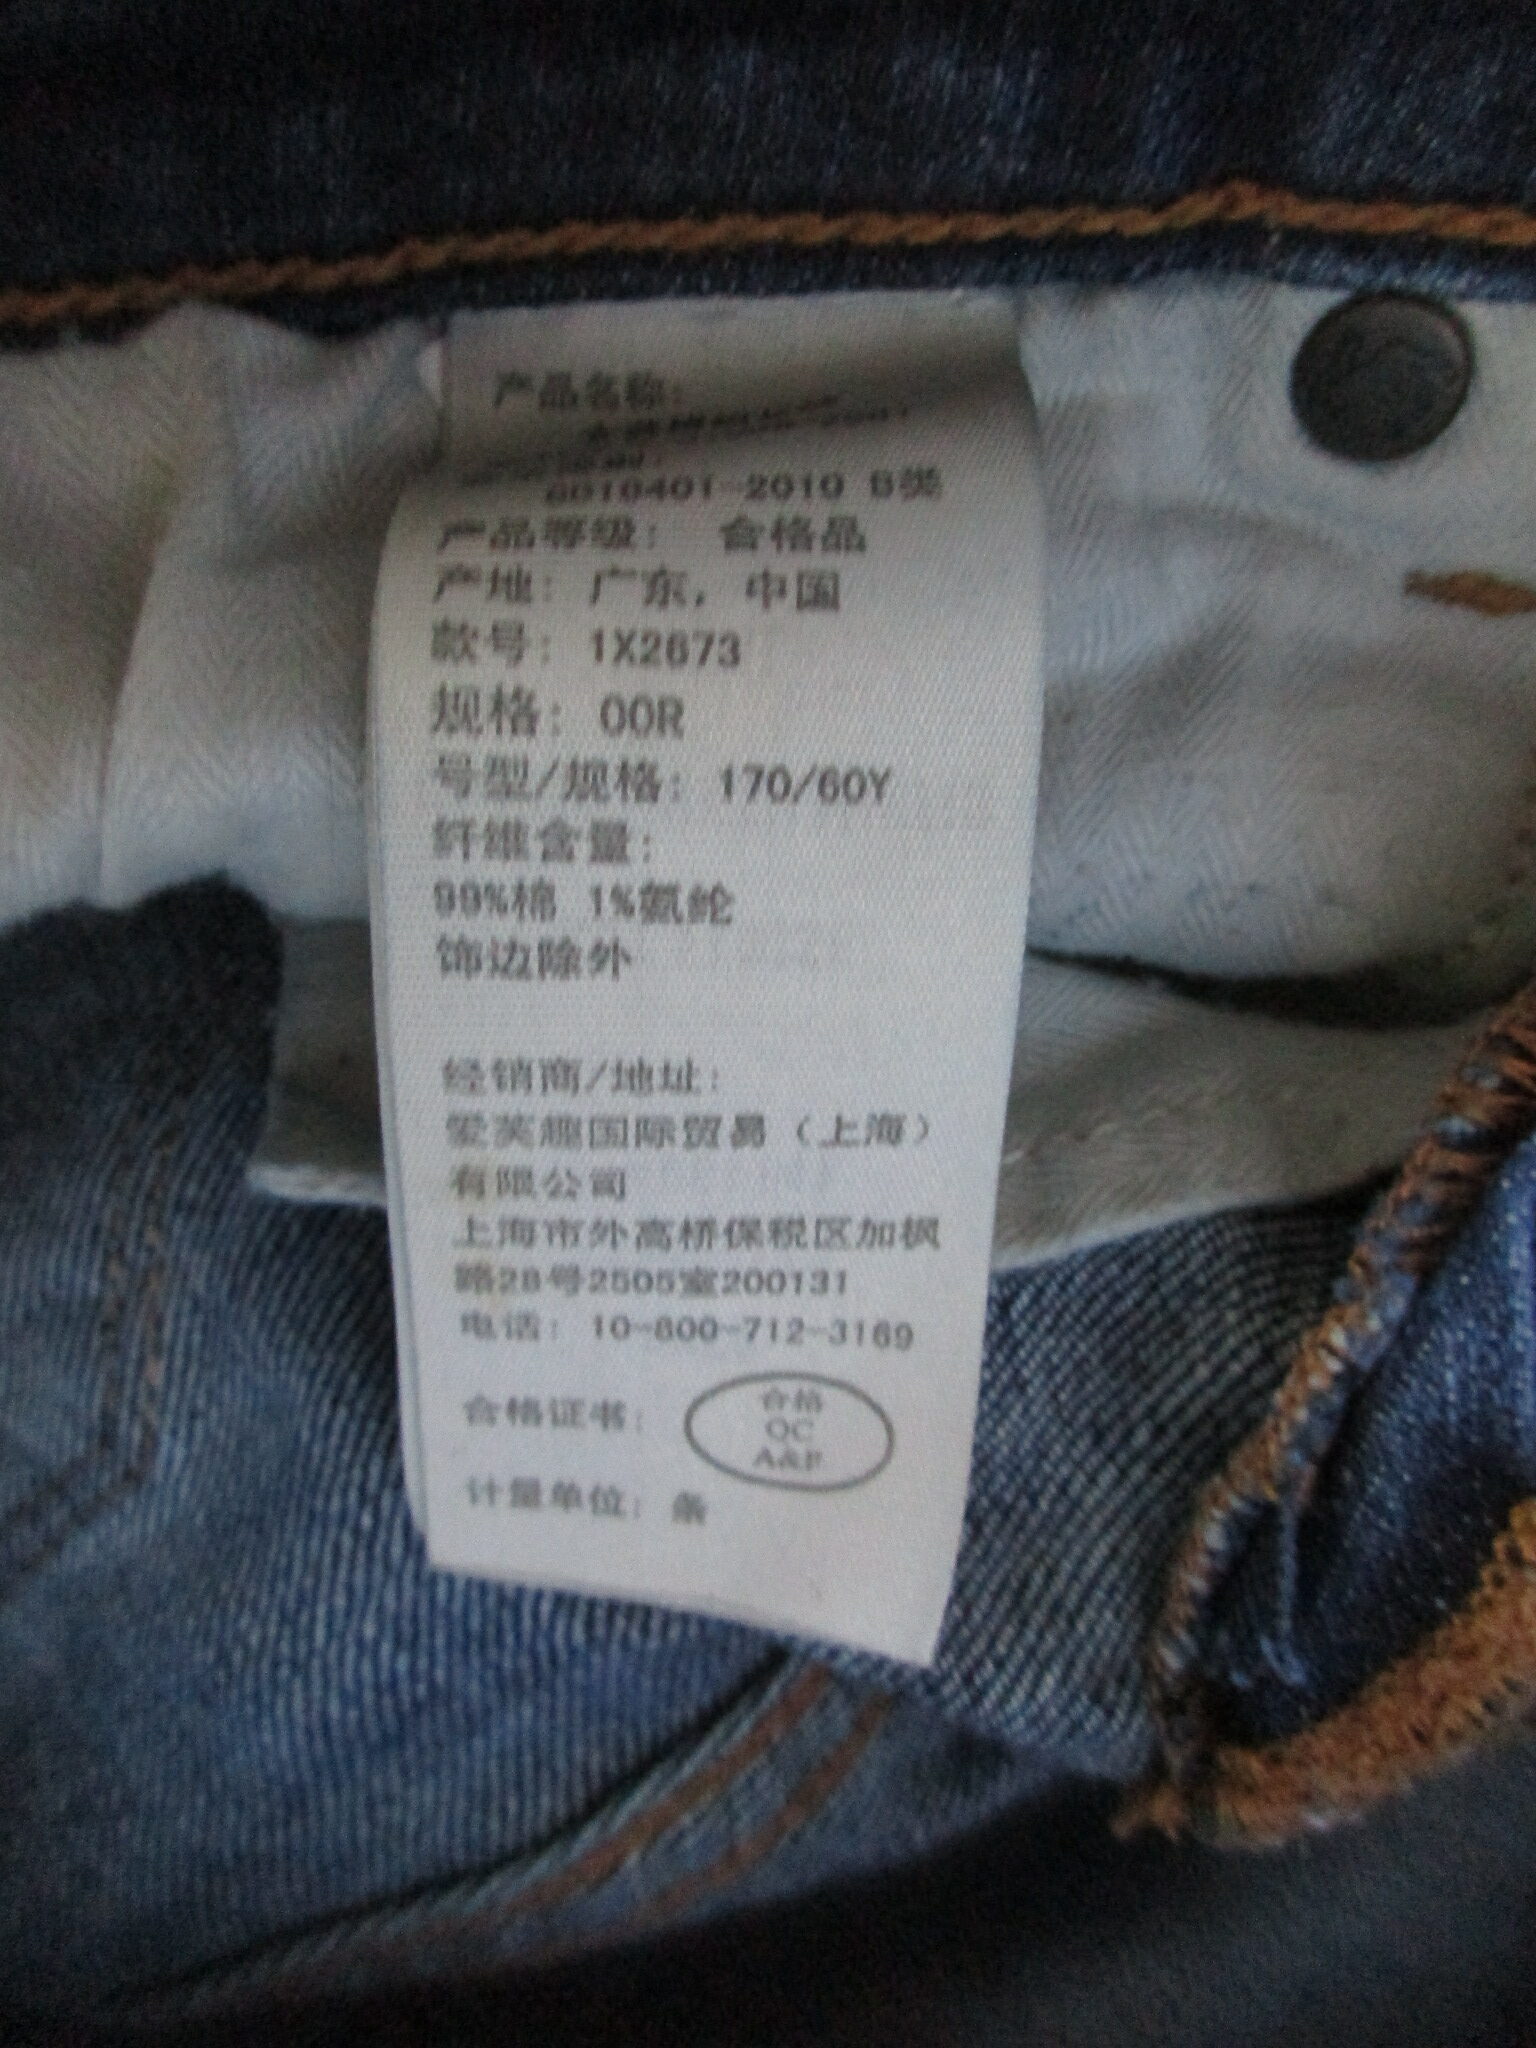 产品名称:
GB18401-2010 B类
产品等级: 合格品
产地: 广东, 中国
款号: 1X2673
规格: 00R
号型/规格: 170/60Y
纤维含量:
99%棉 1%氨纶
饰边除外
经销商/地址:
爱芙趣国际贸易 (上海)
有限公司
上海市外高桥保税区加枫
路28号2505室200131
电话: 10-800-712-3169
合格证书:
合格
QC
A&F
计量单位: 条